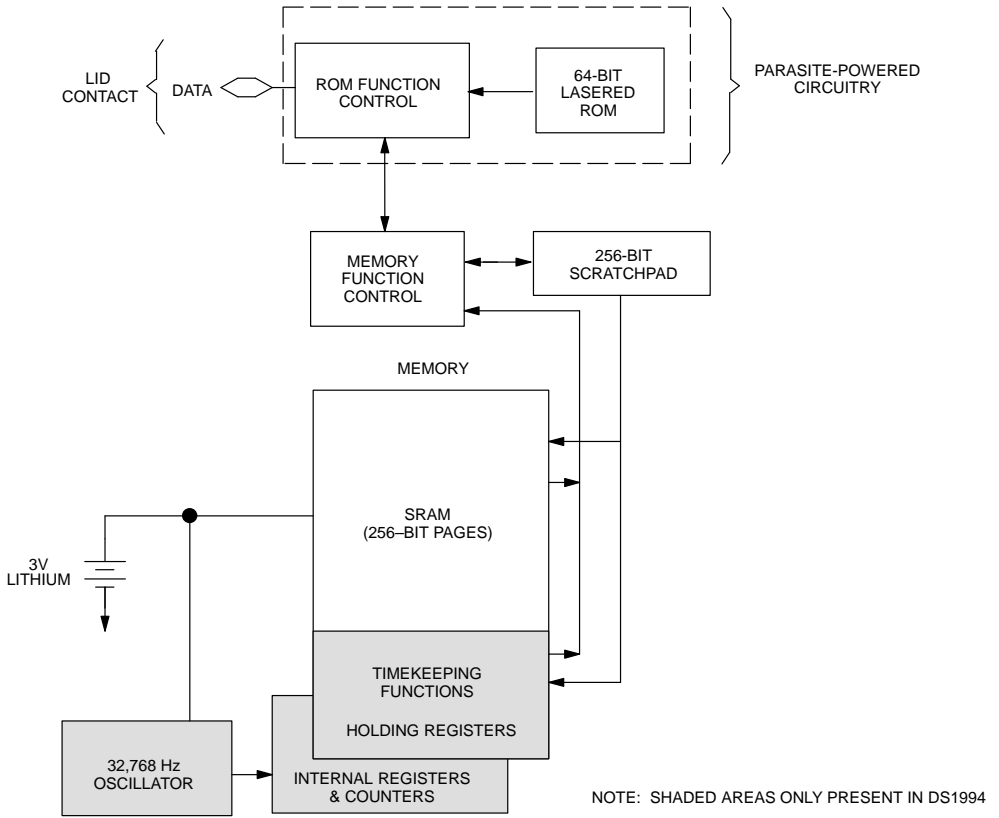 LID
CONTACT
DATA
ROM FUNCTION
CONTROL
64-BIT
LASERED
ROM
PARASITE-POWERED
CIRCUITRY
MEMORY
FUNCTION
CONTROL
256-BIT
SCRATCHPAD
MEMORY
SRAM
(256–BIT PAGES)
3V
LITHIUM
TIMEKEEPING
FUNCTIONS
HOLDING REGISTERS
32,768 Hz
OSCILLATOR
INTERNAL REGISTERS
& COUNTERS
NOTE: SHADED AREAS ONLY PRESENT IN DS1994